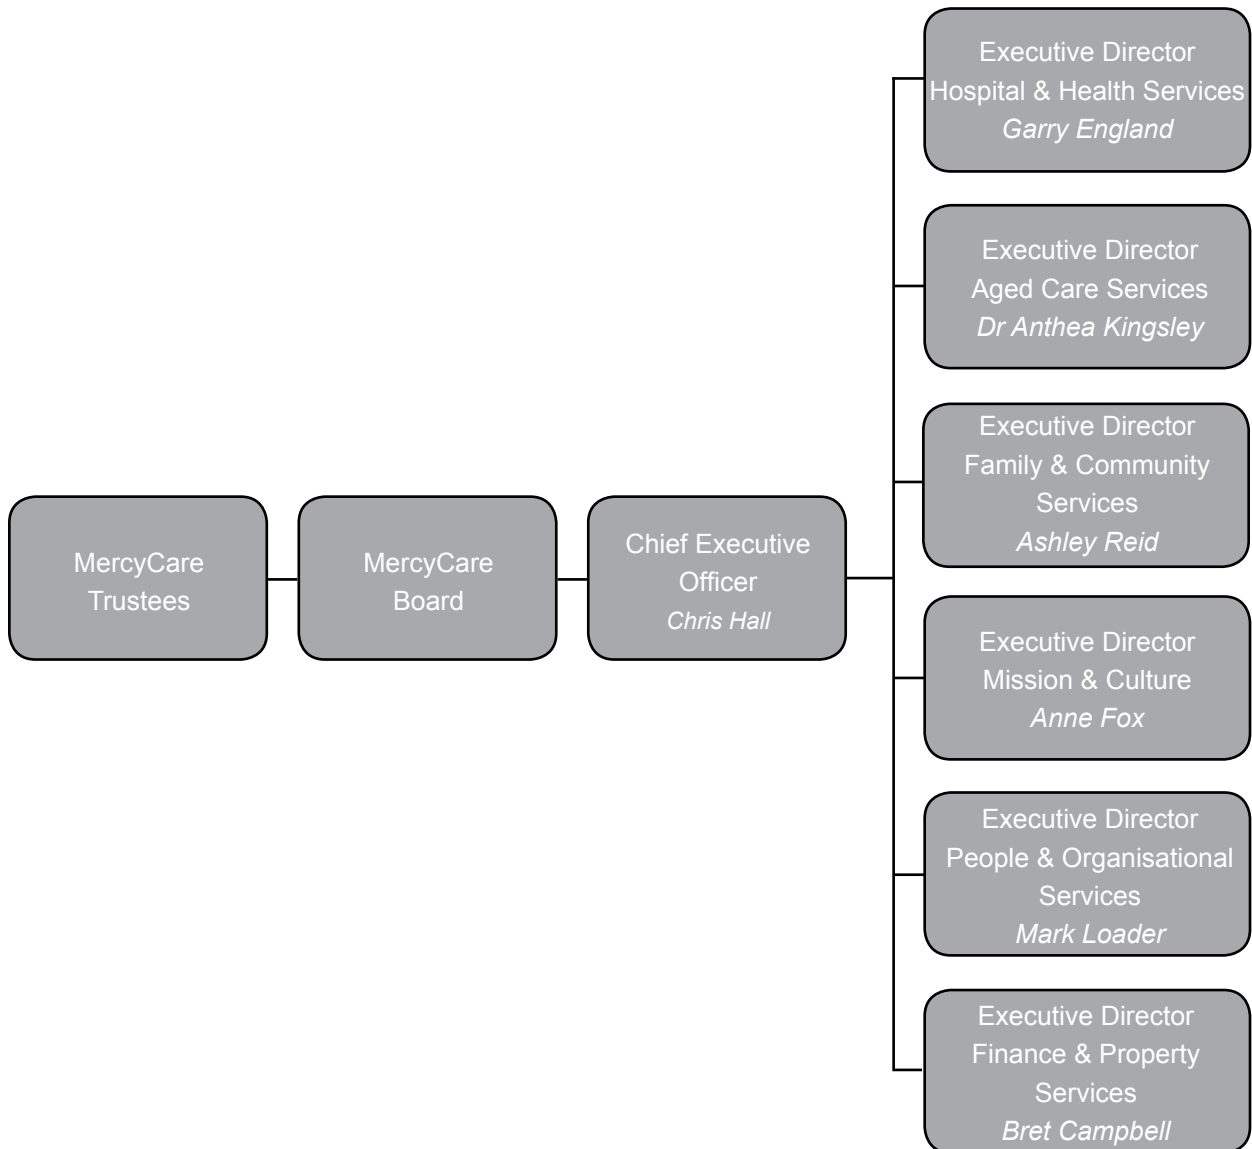 MercyCare
Trustees
MercyCare
Board
Chief Executive
Officer
Chris Hall
Executive Director
Hospital & Health Services
Garry England
Executive Director
Aged Care Services
Dr Anthea Kingsley
Executive Director
Family & Community
Services
Ashley Reid
Executive Director
Mission & Culture
Anne Fox
Executive Director
People & Organisational
Services
Mark Loader
Executive Director
Finance & Property
Services
Bret Campbell